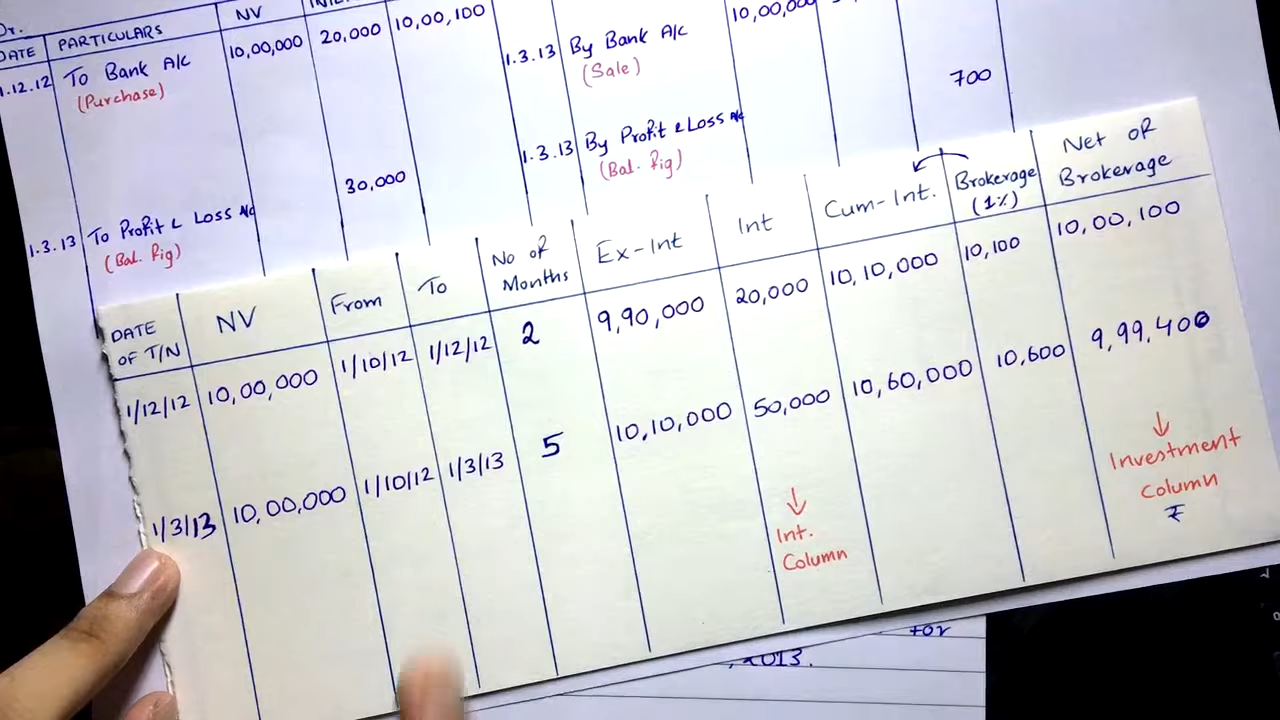 Dr.
DATE PARTICULARS NV
1.12.12 To Bank A/c 10,00,000 20,000 10,00,100
(Purchase)
30,000
1.3.13 To Profit & Loss A/c
(Bal. Fig)
1.3.13 By Bank A/c 10,00,000
(Sale)
700
1.3.13 By Profit & Loss A/c
(Bal. Fig)
DATE OF T/N NV From To No of Months Ex-Int Int Cum-Int. Brokerage (1%) Net of Brokerage
1/12/12 10,00,000 1/10/12 1/12/12 2 9,90,000 20,000 10,10,000 10,100 10,00,100
1/3/13 10,00,000 1/10/12 1/3/13 5 10,10,000 50,000 10,60,000 10,600 9,99,400
↓ Int. Column
↓ Investment Column ₹
for
, 2013.